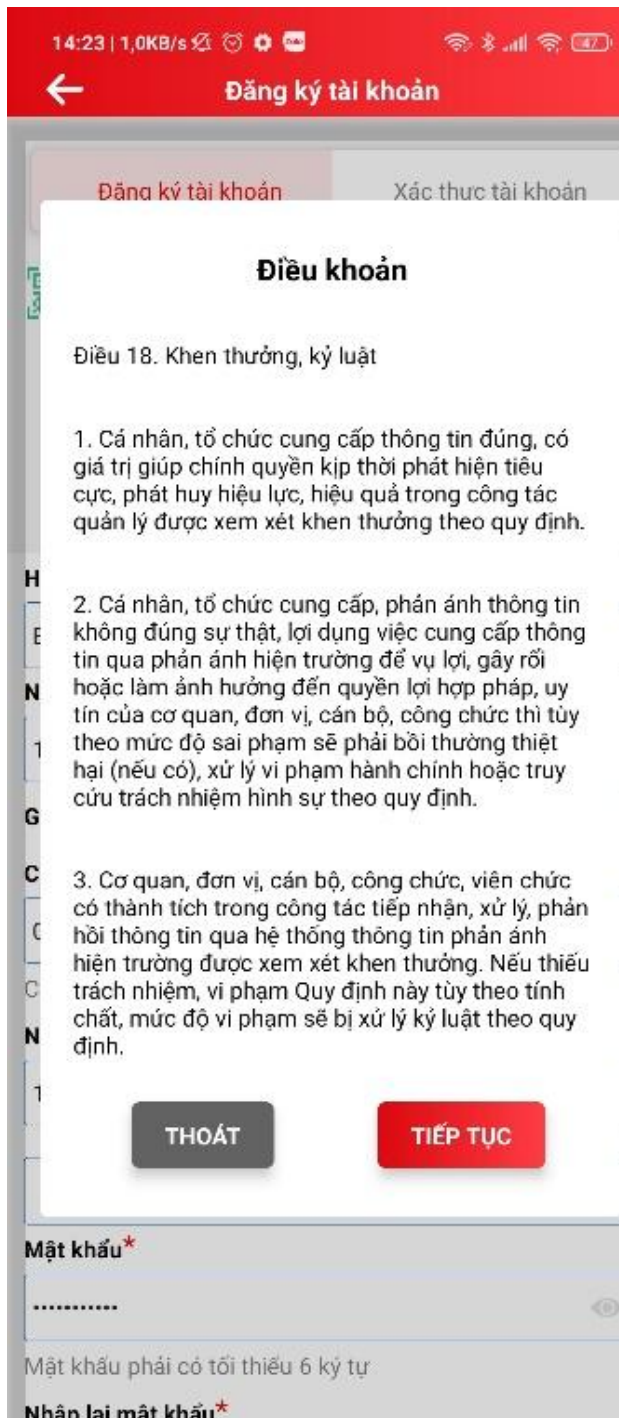 14:23 | 1,0KB/s
47
Đăng ký tài khoản
Đăng ký tài khoản
Xác thực tài khoản
Điều khoản
Điều 18. Khen thưởng, kỷ luật
1. Cá nhân, tổ chức cung cấp thông tin đúng, có
giá trị giúp chính quyền kịp thời phát hiện tiêu
cực, phát huy hiệu lực, hiệu quả trong công tác
quản lý được xem xét khen thưởng theo quy định.
2. Cá nhân, tổ chức cung cấp, phản ánh thông tin
không đúng sự thật, lợi dụng việc cung cấp thông
tin qua phản ánh hiện trường để vụ lợi, gây rối
hoặc làm ảnh hưởng đến quyền lợi hợp pháp, uy
tín của cơ quan, đơn vị, cán bộ, công chức thì tùy
theo mức độ sai phạm sẽ phải bồi thường thiệt
hại (nếu có), xử lý vi phạm hành chính hoặc truy
cứu trách nhiệm hình sự theo quy định.
3. Cơ quan, đơn vị, cán bộ, công chức, viên chức
có thành tích trong công tác tiếp nhận, xử lý, phản
hồi thông tin qua hệ thống thông tin phản ánh
hiện trường được xem xét khen thưởng. Nếu thiếu
trách nhiệm, vi phạm Quy định này tùy theo tính
chất, mức độ vi phạm sẽ bị xử lý kỷ luật theo quy
định.
THOÁT
TIẾP TỤC
Mật khẩu*
•••••••••••
Mật khẩu phải có tối thiểu 6 ký tự
Nhập lại mật khẩu*